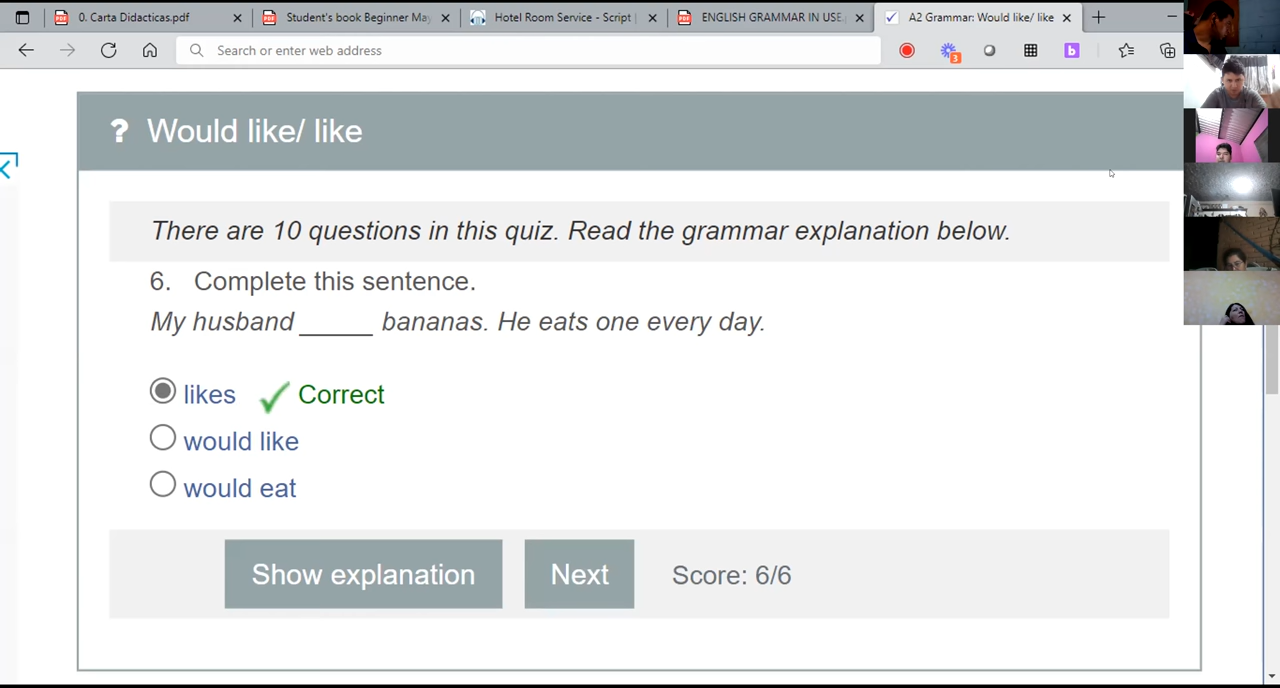 0. Carta Didacticas.pdf
Student's book Beginner Ma
Hotel Room Service - Script
ENGLISH GRAMMAR IN USE.
A2 Grammar: Would like/ like
Search or enter web address
3
b
? Would like/ like
There are 10 questions in this quiz. Read the grammar explanation below.
6. Complete this sentence.
My husband _____ bananas. He eats one every day.
likes Correct
would like
would eat
Show explanation Next Score: 6/6